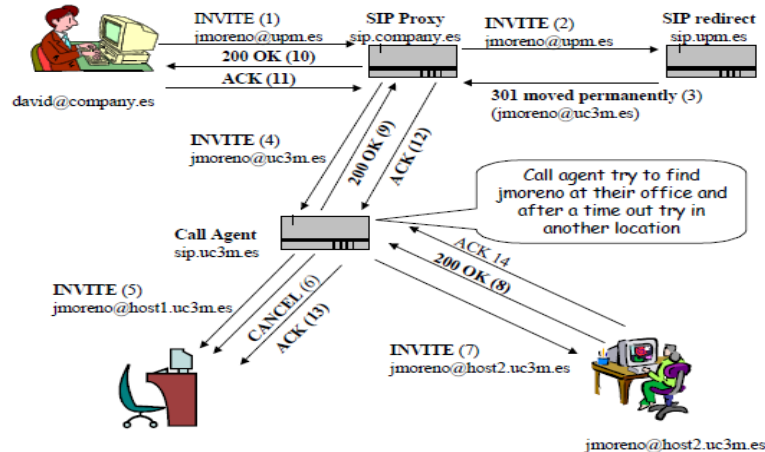 INVITE (1)
jmoreno@upm.es
200 OK (10)
ACK (11)
david@company.es
SIP Proxy
sip.company.es
INVITE (2)
jmoreno@upm.es
SIP redirect
sip.upm.es
301 moved permanently (3)
(jmoreno@uc3m.es)
INVITE (4)
jmoreno@uc3m.es
200 OK (9)
ACK (12)
Call agent try to find
jmoreno at their office and
after a time out try in
another location
Call Agent
sip.uc3m.es
INVITE (5)
jmoreno@host1.uc3m.es
CANCEL (6)
ACK (13)
ACK 14
200 OK (8)
INVITE (7)
jmoreno@host2.uc3m.es
jmoreno@host2.uc3m.es